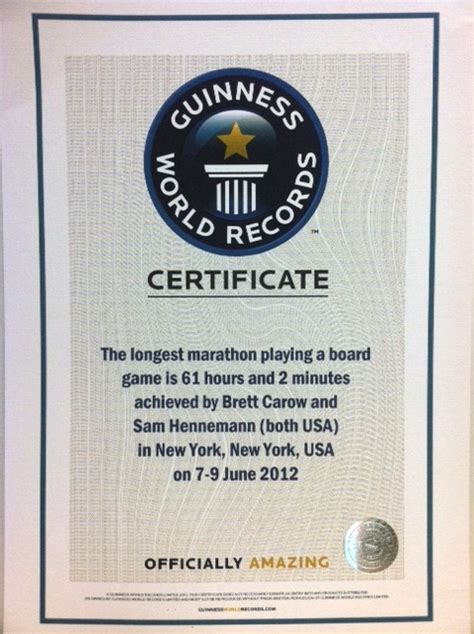 GUINNESS
WORLD RECORDS
TM
CERTIFICATE
The longest marathon playing a board
game is 61 hours and 2 minutes
achieved by Brett Carow and
Sam Hennemann (both USA)
in New York, New York, USA
on 7-9 June 2012
OFFICIALLY AMAZING
GUINNESSWORLDRECORDS.COM